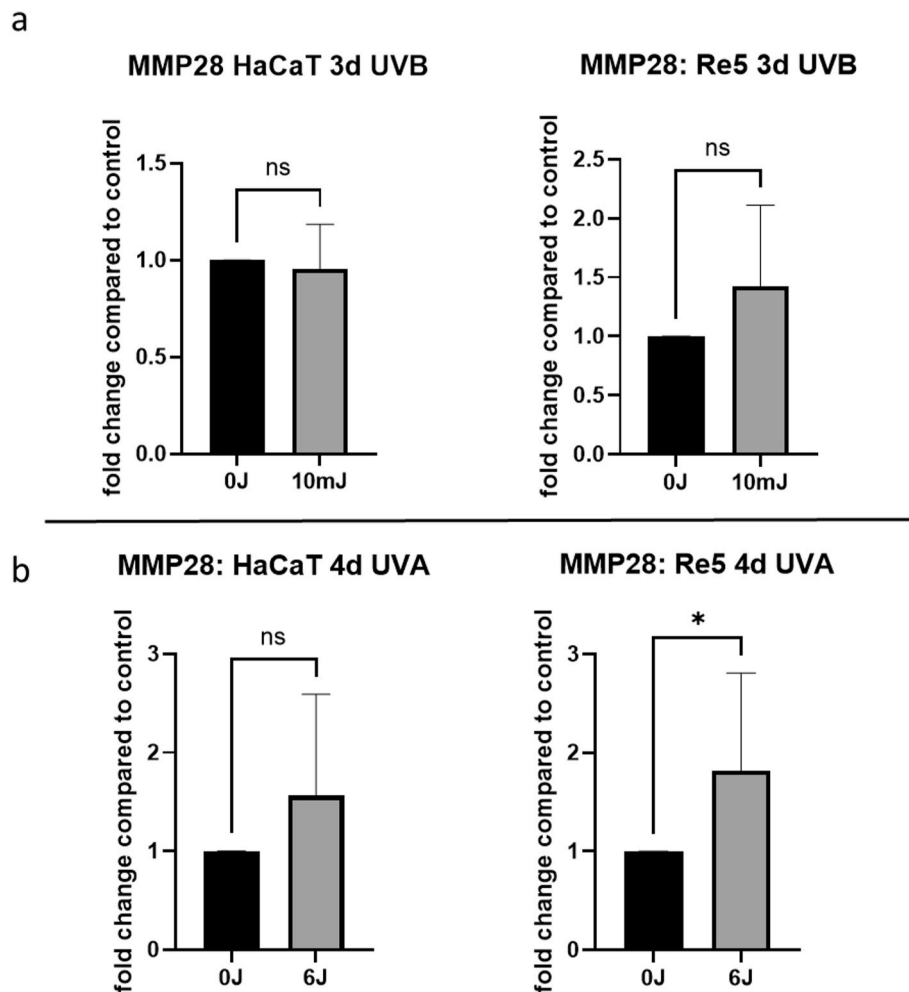 a
MMP28 HaCaT 3d UVB
fold change compared to control
1.5
1.0
0.5
0.0
ns
0J 10mJ
MMP28: Re5 3d UVB
fold change compared to control
2.5
2.0
1.5
1.0
0.5
0.0
ns
0J 10mJ
b
MMP28: HaCaT 4d UVA
fold change compared to control
3
2
1
0
ns
0J 6J
MMP28: Re5 4d UVA
fold change compared to control
3
2
1
0
*
0J 6J